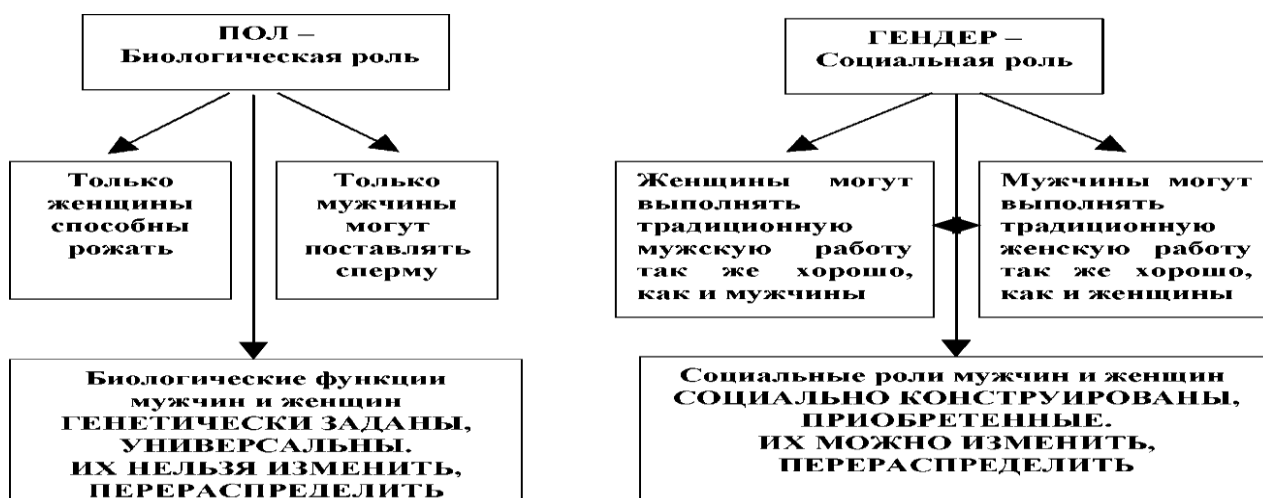 ПОЛ –
Биологическая роль
Только
женщины
способны
рожать
Только
мужчины
могут
поставлять
сперму
Биологические функции
мужчин и женщин
ГЕНЕТИЧЕСКИ ЗАДАНЫ,
УНИВЕРСАЛЬНЫ.
ИХ НЕЛЬЗЯ ИЗМЕНИТЬ,
ПЕРЕРАСПРЕДЕЛИТЬ
ГЕНДЕР –
Социальная роль
Женщины могут
выполнять
традиционную
мужскую работу
так же хорошо,
как и мужчины
Мужчины могут
выполнять
традиционную
женскую работу
так же хорошо,
как и женщины
Социальные роли мужчин и женщин
СОЦИАЛЬНО КОНСТРУИРОВАНЫ,
ПРИОБРЕТЕННЫЕ.
ИХ МОЖНО ИЗМЕНИТЬ,
ПЕРЕРАСПРЕДЕЛИТЬ